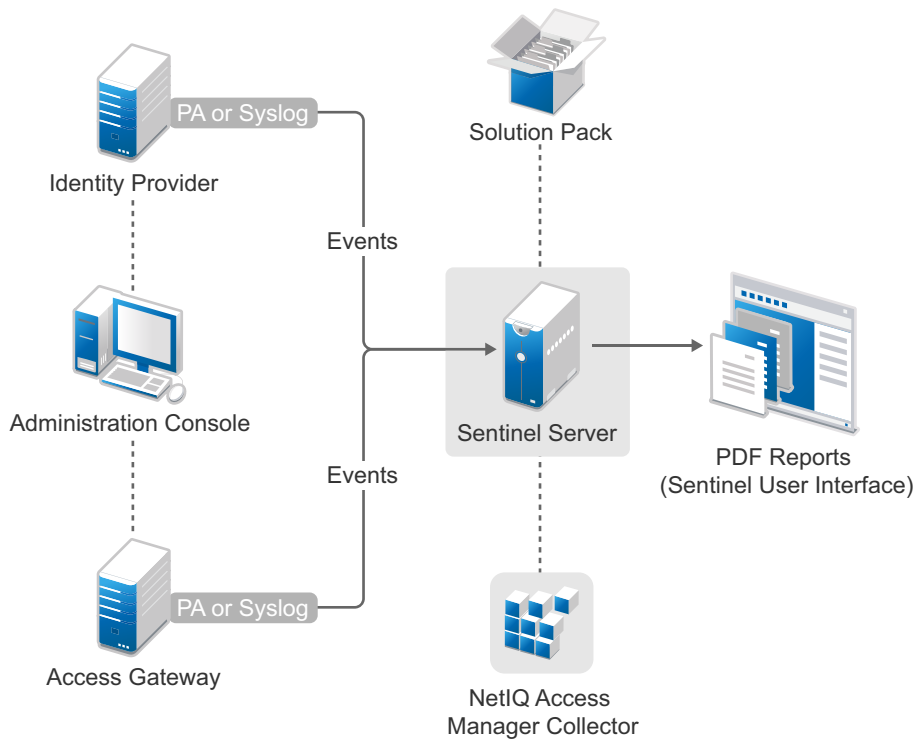 PA or Syslog
Identity Provider
Solution Pack
Events
Administration Console
Sentinel Server
PDF Reports
(Sentinel User Interface)
Events
PA or Syslog
Access Gateway
NetIQ Access
Manager Collector